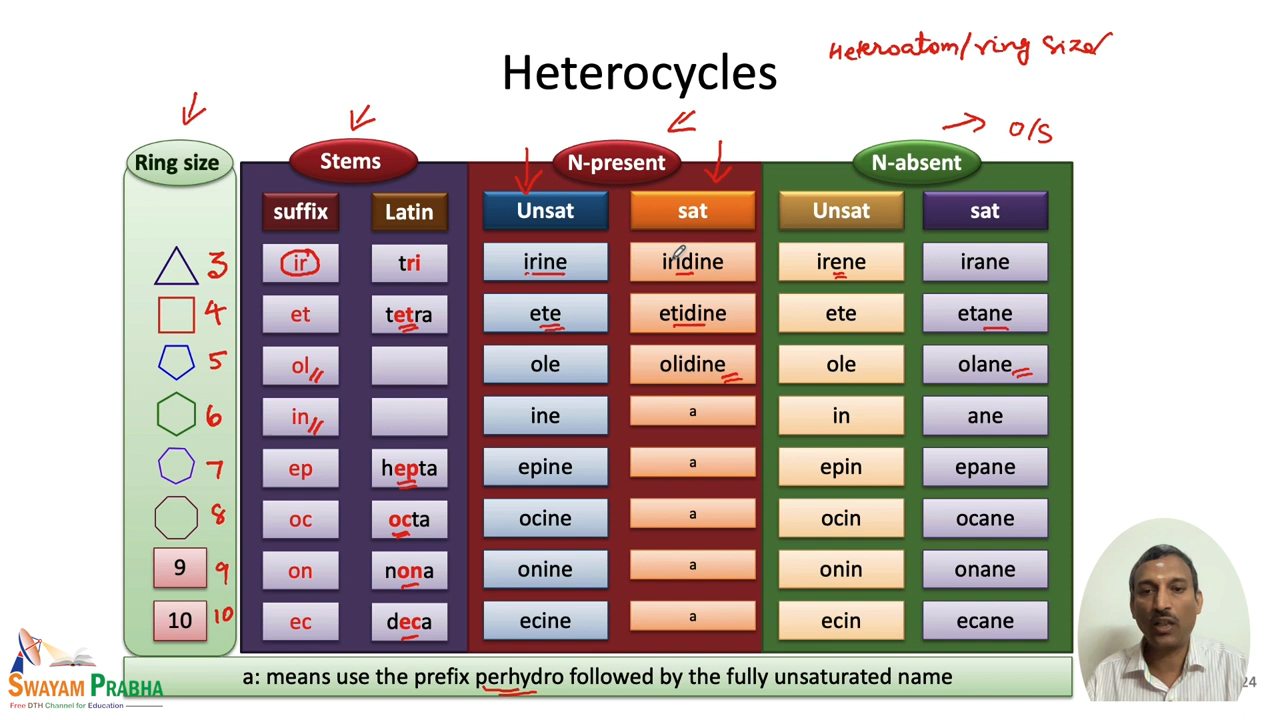 Heteroatom/ring size
Heterocycles
O/S
Ring size
Stems
N-present
N-absent
suffix Latin Unsat sat Unsat sat
3 ir tri irine iridine irene irane
4 et tetra ete etidine ete etane
5 ol ole olidine ole olane
6 in ine a in ane
7 ep hepta epine a epin epane
8 oc octa ocine a ocin ocane
9 9 on nona onine a onin onane
10 10 ec deca ecine a ecin ecane
a: means use the prefix perhydro followed by the fully unsaturated name
SWAYAM PRABHA
Free DTH Channel for Education
24